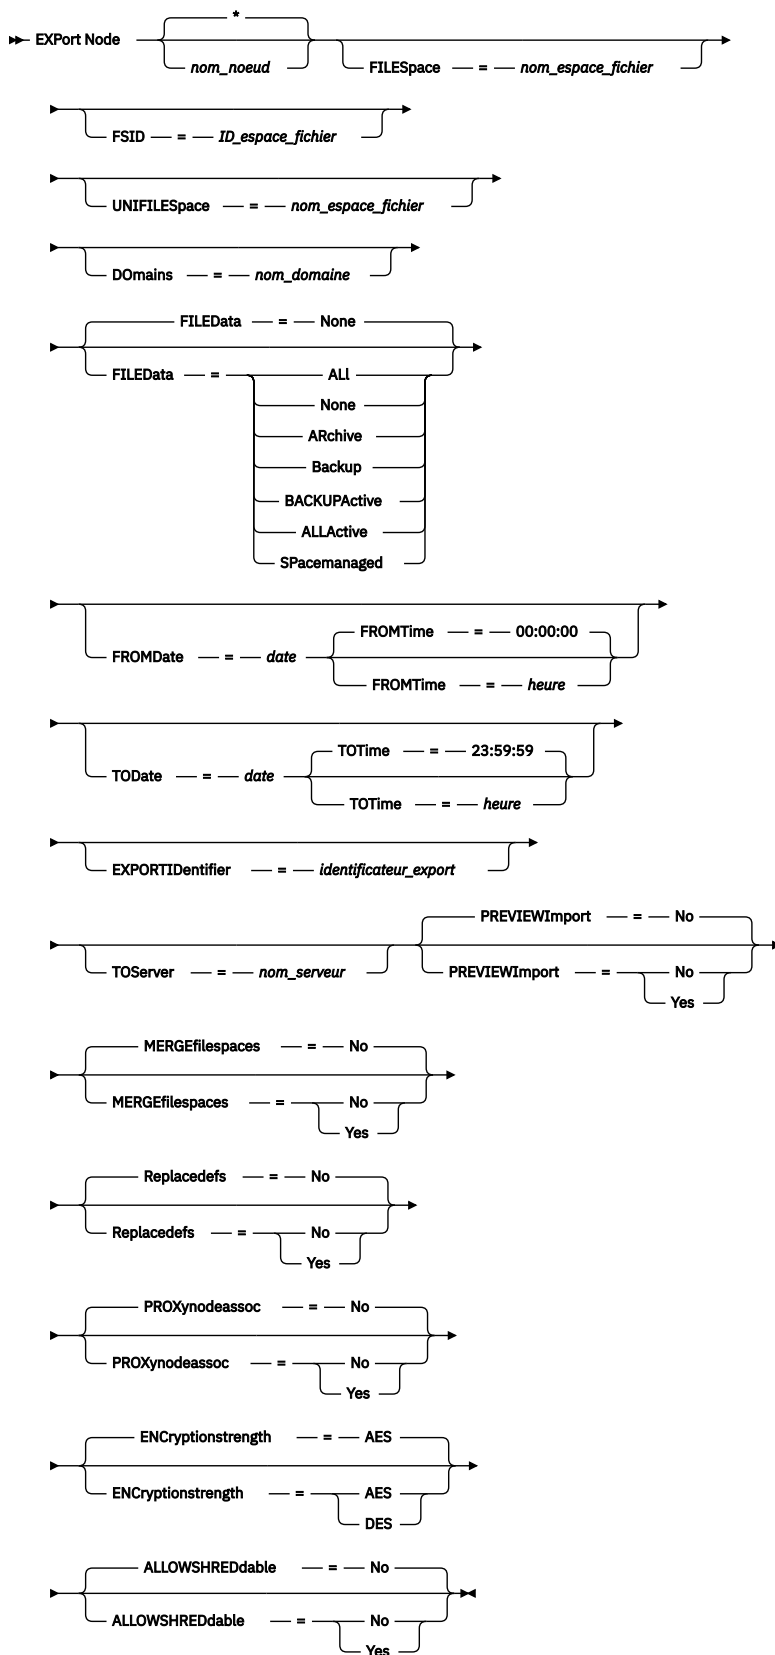 *
EXPort Node
nom_noeud
FILESpace = nom_espace_fichier
FSID = ID_espace_fichier
UNIFILESpace = nom_espace_fichier
DOmains = nom_domaine
FILEData = None
FILEData = ALl
None
ARchive
Backup
BACKUPActive
ALLActive
SPacemanaged
FROMTime = 00:00:00
FROMDate = date
FROMTime = heure
TOTime = 23:59:59
TODate = date
TOTime = heure
EXPORTIDentifier = identificateur_export
PREVIEWImport = No
TOServer = nom_serveur PREVIEWImport = No
Yes
MERGEfilespaces = No
MERGEfilespaces = No
Yes
Replacedefs = No
Replacedefs = No
Yes
PROXynodeassoc = No
PROXynodeassoc = No
Yes
ENCryptionstrength = AES
ENCryptionstrength = AES
DES
ALLOWSHREDdable = No
ALLOWSHREDdable = No
Yes